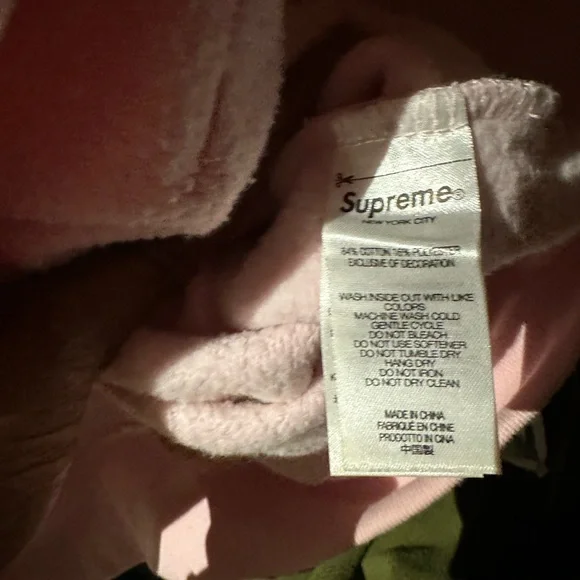 Supreme®
NEW YORK CITY
84% COTTON 16% POLYESTER
EXCLUSIVE OF DECORATION
WASH INSIDE OUT WITH LIKE
COLORS
MACHINE WASH COLD
GENTLE CYCLE
DO NOT BLEACH
DO NOT USE SOFTENER
DO NOT TUMBLE DRY
HANG DRY
DO NOT IRON
DO NOT DRY CLEAN
MADE IN CHINA
FABRIQUÉ EN CHINE
PRODOTTO IN CINA
中国製